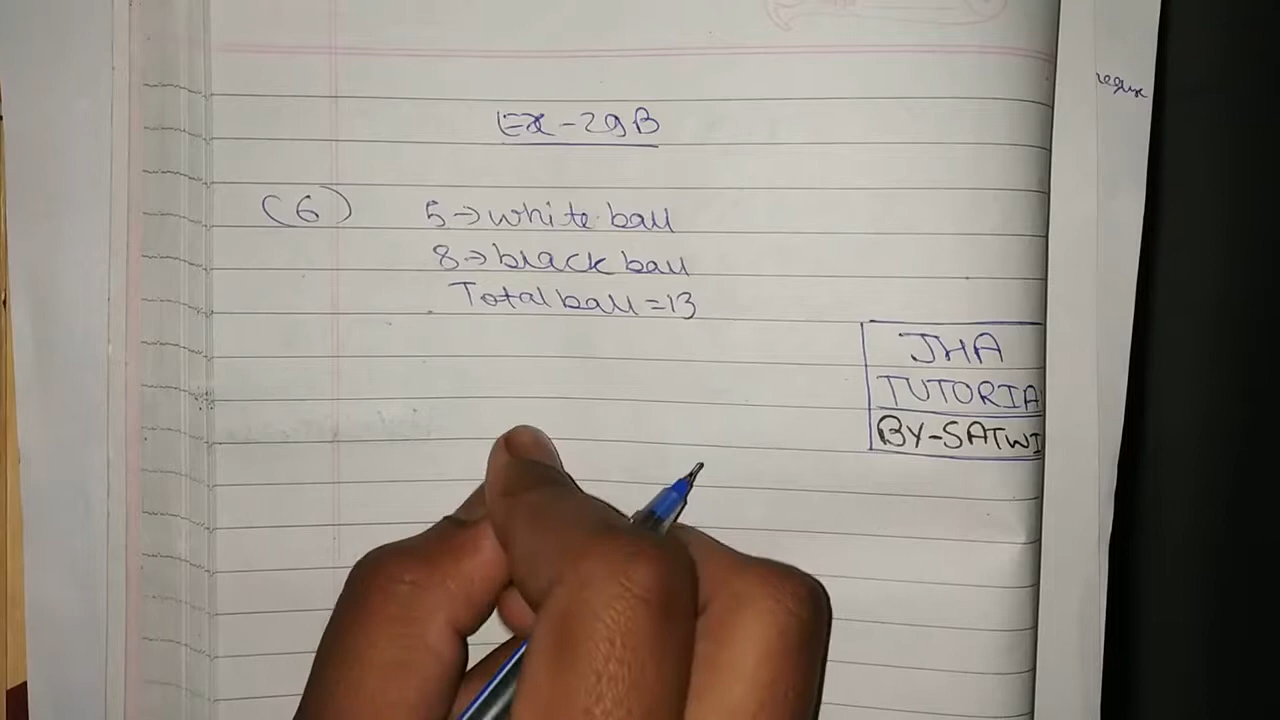 Ex-29B
(6) 5→white ball
8→black ball
Total ball=13
JHA
TUTORIA
BY-SATWI